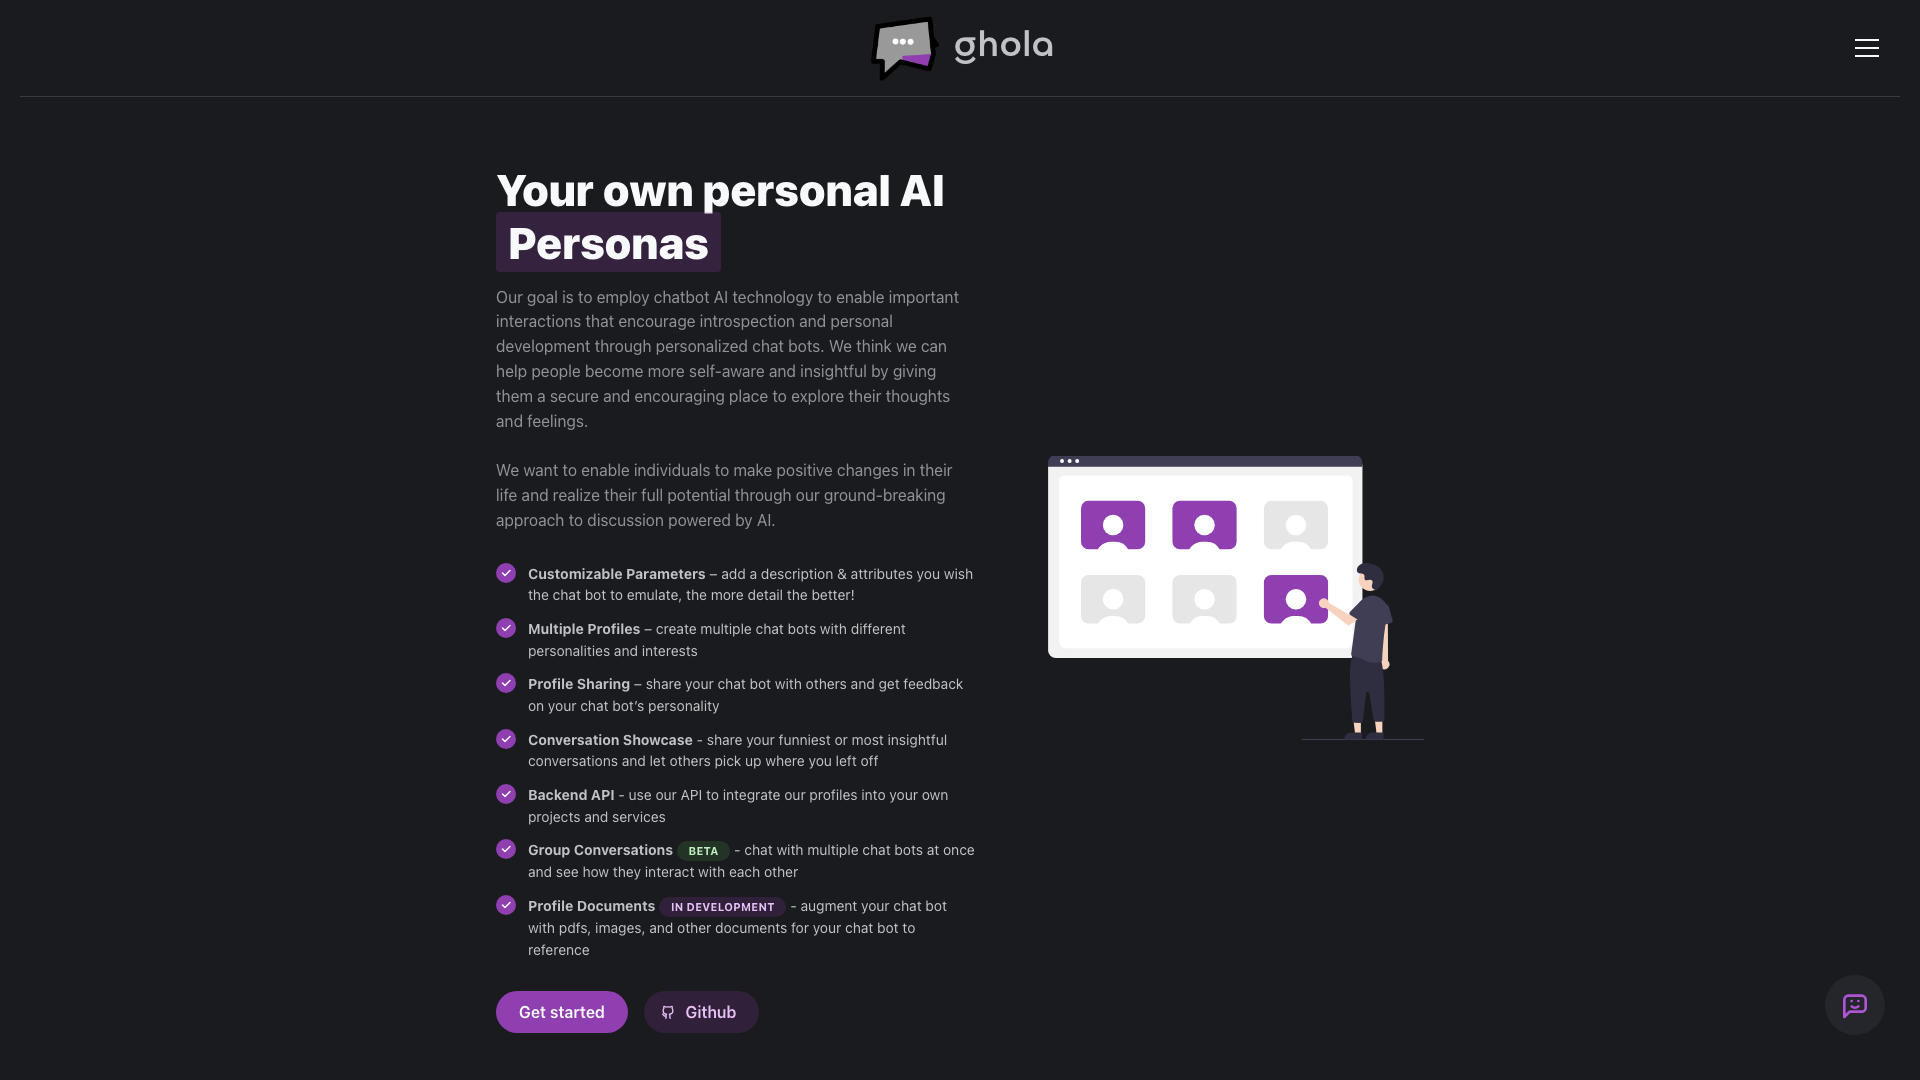 ghola
Your own personal AI
Personas
Our goal is to employ chatbot AI technology to enable important
interactions that encourage introspection and personal
development through personalized chat bots. We think we can
help people become more self-aware and insightful by giving
them a secure and encouraging place to explore their thoughts
and feelings.
We want to enable individuals to make positive changes in their
life and realize their full potential through our ground-breaking
approach to discussion powered by AI.
Customizable Parameters – add a description & attributes you wish
the chat bot to emulate, the more detail the better!
Multiple Profiles – create multiple chat bots with different
personalities and interests
Profile Sharing – share your chat bot with others and get feedback
on your chat bot’s personality
Conversation Showcase - share your funniest or most insightful
conversations and let others pick up where you left off
Backend API - use our API to integrate our profiles into your own
projects and services
Group Conversations BETA - chat with multiple chat bots at once
and see how they interact with each other
Profile Documents IN DEVELOPMENT - augment your chat bot
with pdfs, images, and other documents for your chat bot to
reference
Get started
Github